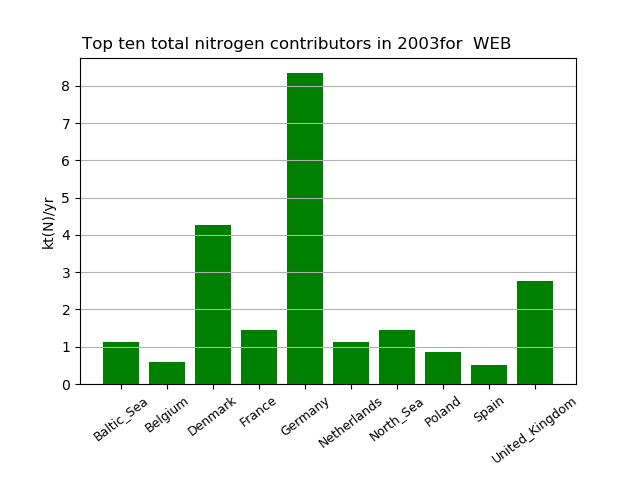 Top ten total nitrogen contributors in 2003for  WEB
kt(N)/yr
8
7
6
5
4
3
2
1
0
Baltic_Sea
Belgium
Denmark
France
Germany
Netherlands
North_Sea
Poland
Spain
United_Kingdom